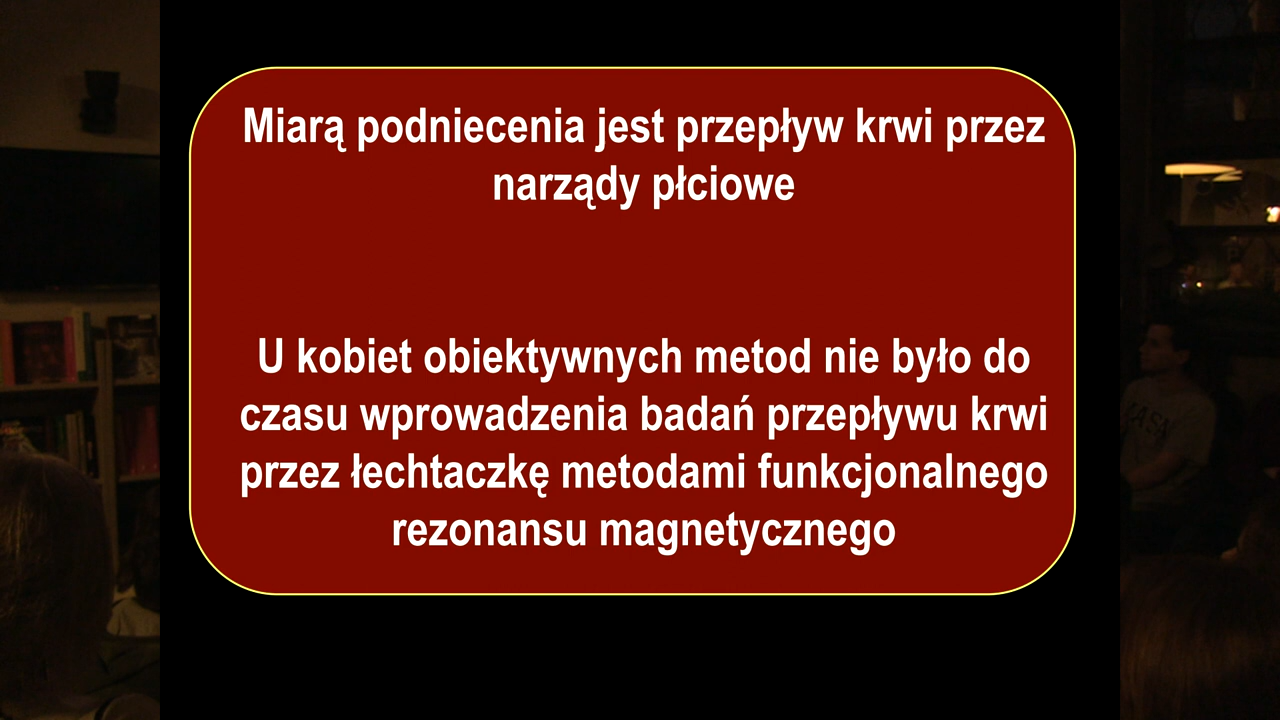 Miarą podniecenia jest przepływ krwi przez
narządy płciowe
U kobiet obiektywnych metod nie było do
czasu wprowadzenia badań przepływu krwi
przez łechtaczkę metodami funkcjonalnego
rezonansu magnetycznego